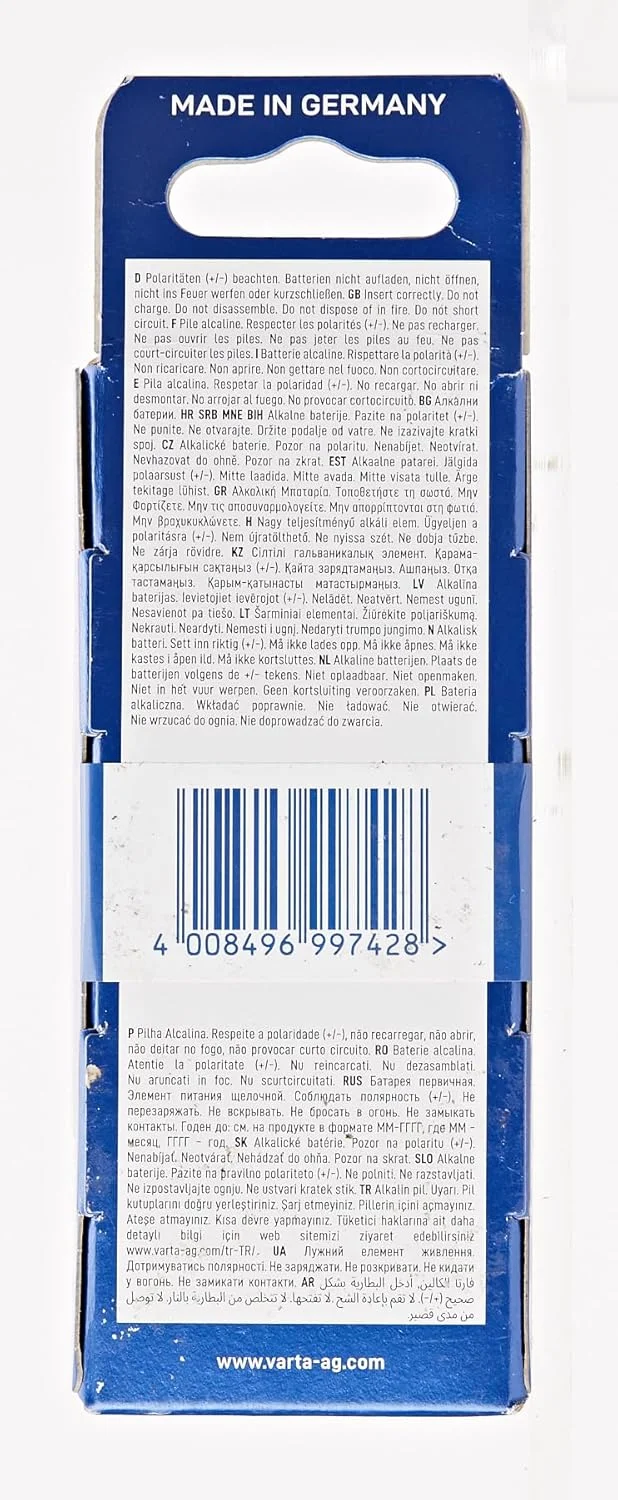 MADE IN GERMANY
D Polaritäten (+/-) beachten. Batterien nicht aufladen, nicht öffnen,
nicht ins Feuer werfen oder kurzschließen. GB Insert correctly. Do not
charge. Do not disassemble. Do not dispose of in fire. Do not short
circuit. F Pile alcaline. Respecter les polarités (+/-). Ne pas recharger.
Ne pas ouvrir les piles. Ne pas jeter les piles au feu. Ne pas
court-circuiter les piles. I Batterie alcaline. Rispettare la polarità (+/-).
Non ricaricare. Non aprire. Non gettare nel fuoco. Non cortocircuitare.
E Pila alcalina. Respetar la polaridad (+/-). No recargar. No abrir ni
desmontar. No arrojar al fuego. No provocar cortocircuitó. BG Алкални
батерии. HR SRB MNE BIH Alkalne baterije. Pazite na polaritet (+/-).
Ne punite. Ne otvarajte. Držite podalje od vatre. Ne izazivajte kratki
spoj. CZ Alkalické baterie. Pozor na polaritu. Nenabíjet. Neotvírat.
Nevhazovat do ohně. Pozor na zkrat. EST Alkaalne patarei. Jälgida
polaarsust (+/-). Mitte laadida. Mitte avada. Mitte visata tulle. Ärge
tekitage lühist. GR Αλκαλική Μπαταρία. Τοποθετήστε τη σωστά. Μην
Φορτίζετε. Μην τις αποσυναρμολογείτε. Μην απορρίπτονται στη φωτιά.
Μην βραχυκυκλώνετε. H Nagy teljesítményű alkáli elem. Ügyeljen a
polaritásra (+/-). Nem újratölthető. Ne nyissa szét. Ne dobja tűzbe.
Ne zárja rövidre. KZ Сілтілі гальваникалық элемент. Қарама-
қарсылығын сақтаңыз (+/-). Қайта зарядтамаңыз. Ашпаңыз. Отқа
тастамаңыз. Қарым-қатынасты матастырмаңыз. LV Alkalīna
baterijas. Ievietojiet ievērojot (+/-). Nelādēt. Neatvērt. Nemest ugunī.
Nesavienot pa tiešo. LT Šarminiai elementai. Žiūrėkite poljariškumą.
Nekrauti. Neardyti. Nemesti i ugnj. Nedaryti trumpo jungimo. N Alkalisk
batteri. Sett inn riktig (+/-). Må ikke lades opp. Må ikke åpnes. Må ikke
kastes i åpen ild. Må ikke kortsluttes. NL Alkaline batterijen. Plaats de
batterijen volgens de +/- tekens. Niet oplaadbaar. Niet openmaken.
Niet in het vuur werpen. Geen kortsluiting veroorzaken. PL Bateria
alkaliczna. Wkładać poprawnie. Nie ładować. Nie otwierać.
Nie wrzucać do ognia. Nie doprowadzać do zwarcia.
4 008496 997428 >
P Pilha Alcalina. Respeite a polaridade (+/-), não recarregar, não abrir,
não deitar no fogo, não provocar curto circuito. RO Baterie alcalina.
Atentie la polaritate (+/-). Nu reincarcati. Nu dezasamblati.
Nu aruncati in foc. Nu scurtcircuitati. RUS Батарея первичная.
Элемент питания щелочной. Соблюдать полярность (+/-). Не
перезаряжать. Не вскрывать. Не бросать в огонь. Не замыкать
контакты. Годен до: см. на продукте в формате ММ-ГГГГ, где ММ -
месяц, ГГГГ - год. SK Alkalické batérie. Pozor na polaritu (+/-).
Nenabíjať. Neotvárať. Nehádzať do ohňa. Pozor na skrat. SLO Alkalne
baterije. Pazite na pravilno polariteto (+/-). Ne polniti. Ne razstavljati.
Ne izpostavljajte ognju. Ne ustvari kratek stik. TR Alkalin pil. Uyarı. Pil
kutuplarını doğru yerleştiriniz. Şarj etmeyiniz. Pillerin içini açmayınız.
Ateşe atmayınız. Kısa devre yapmayınız. Tüketici haklarına ait daha
detaylı bilgi için web sitemizi ziyaret edebilirsiniz
www.varta-ag.com/tr-TR/. UA Лужний елемент живлення.
Дотримуватись полярності. Не заряджати. Не розкривати. Не кидати
у вогонь. Не замикати контакти. AR فارتا الكالين. أدخل البطارية بشكل
صحيح (+/-). لا تقم بإعادة الشح. لا تفتحها. لا تتخلص من البطارية بالنار. لا توصل
من مدى قصير.
www.varta-ag.com